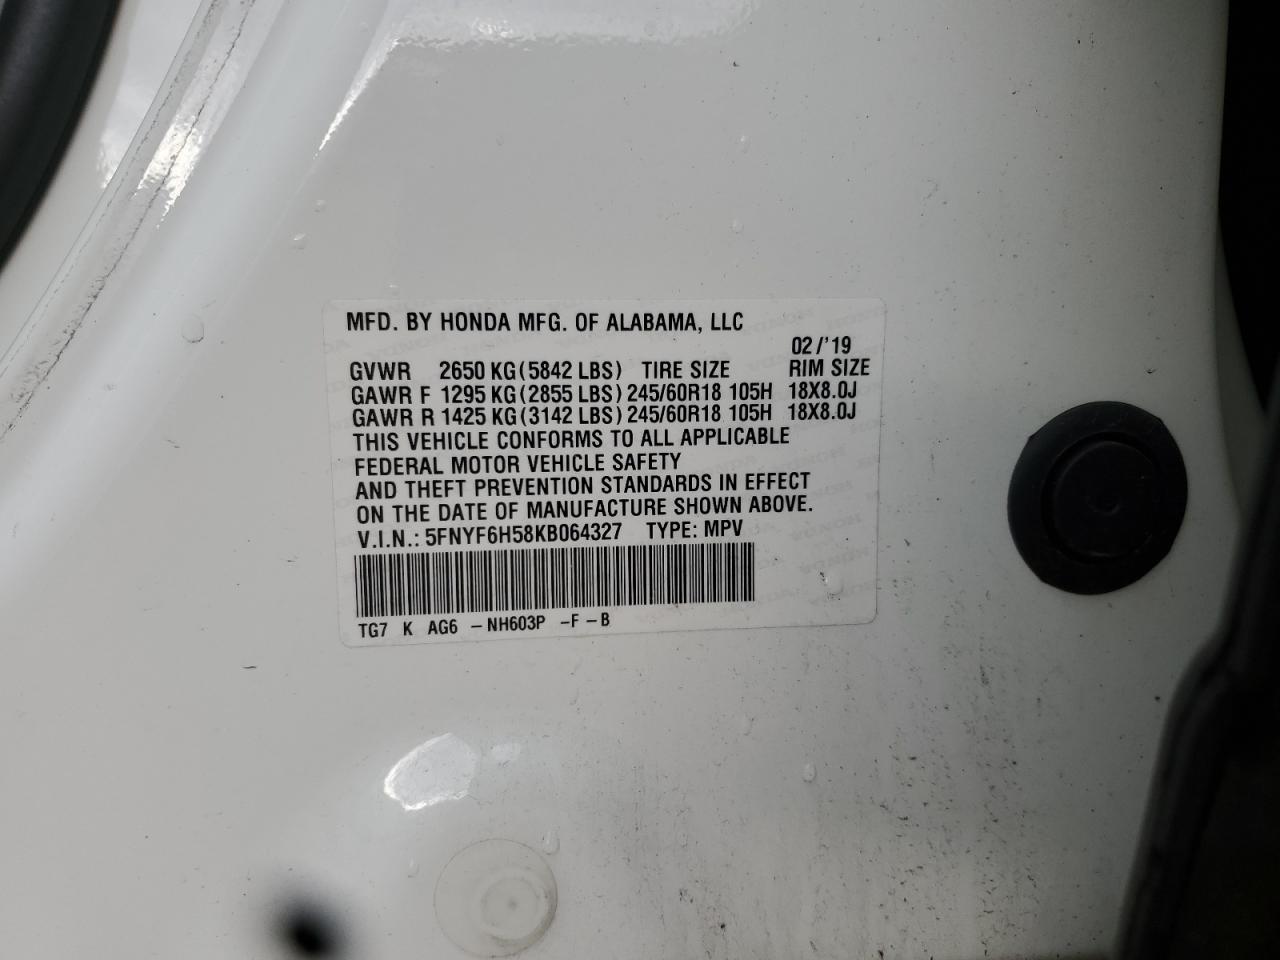 MFD. BY HONDA MFG. OF ALABAMA, LLC
02/'19
GVWR 2650 KG(5842 LBS) TIRE SIZE RIM SIZE
GAWR F 1295 KG(2855 LBS) 245/60R18 105H 18X8.0J
GAWR R 1425 KG(3142 LBS) 245/60R18 105H 18X8.0J
THIS VEHICLE CONFORMS TO ALL APPLICABLE
FEDERAL MOTOR VEHICLE SAFETY
AND THEFT PREVENTION STANDARDS IN EFFECT
ON THE DATE OF MANUFACTURE SHOWN ABOVE.
V.I.N.: 5FNYF6H58KB064327 TYPE: MPV
TG7 K AG6 -NH603P -F-B